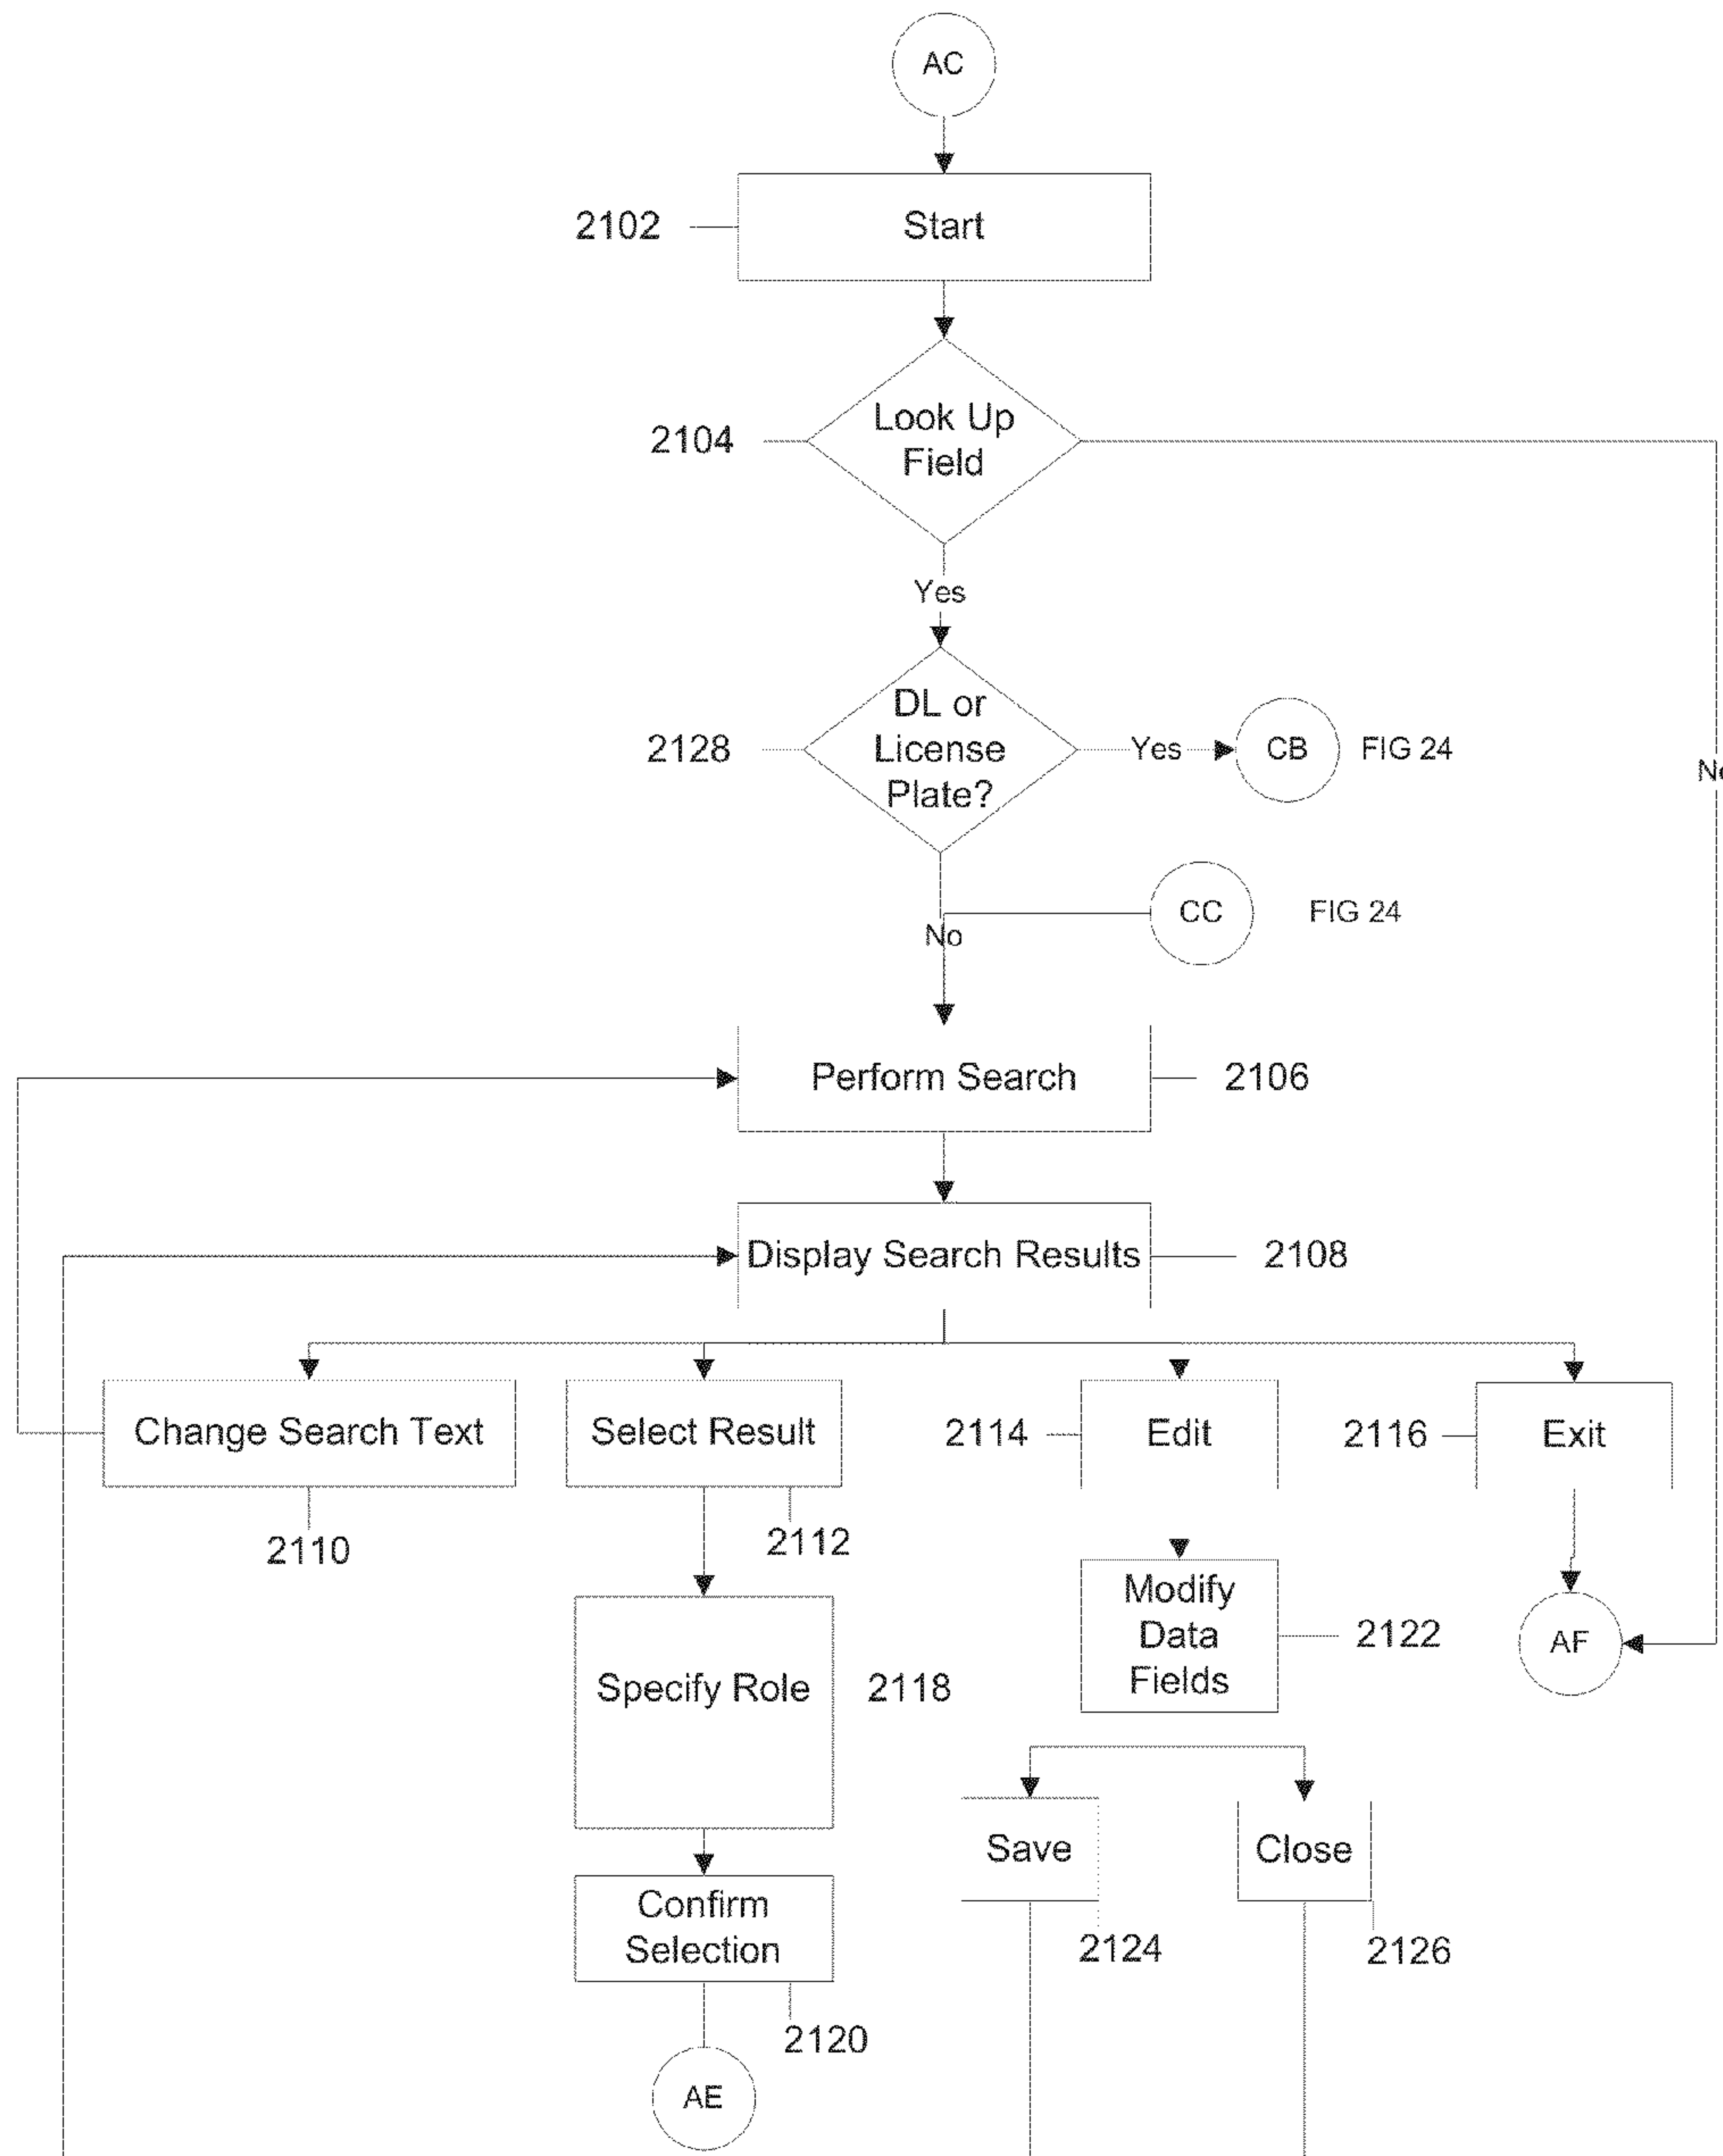 AC
2102
Start
2104
Look Up
Field
Yes
2128
DL or
License
Plate?
Yes
CB
FIG 24
No
CC
FIG 24
No
Perform Search
2106
Display Search Results
2108
Change Search Text
Select Result
2114
Edit
2116
Exit
2110
2112
Modify
Data
Fields
2122
AF
Specify Role
2118
Save
Close
Confirm
Selection
2124
2126
2120
AE